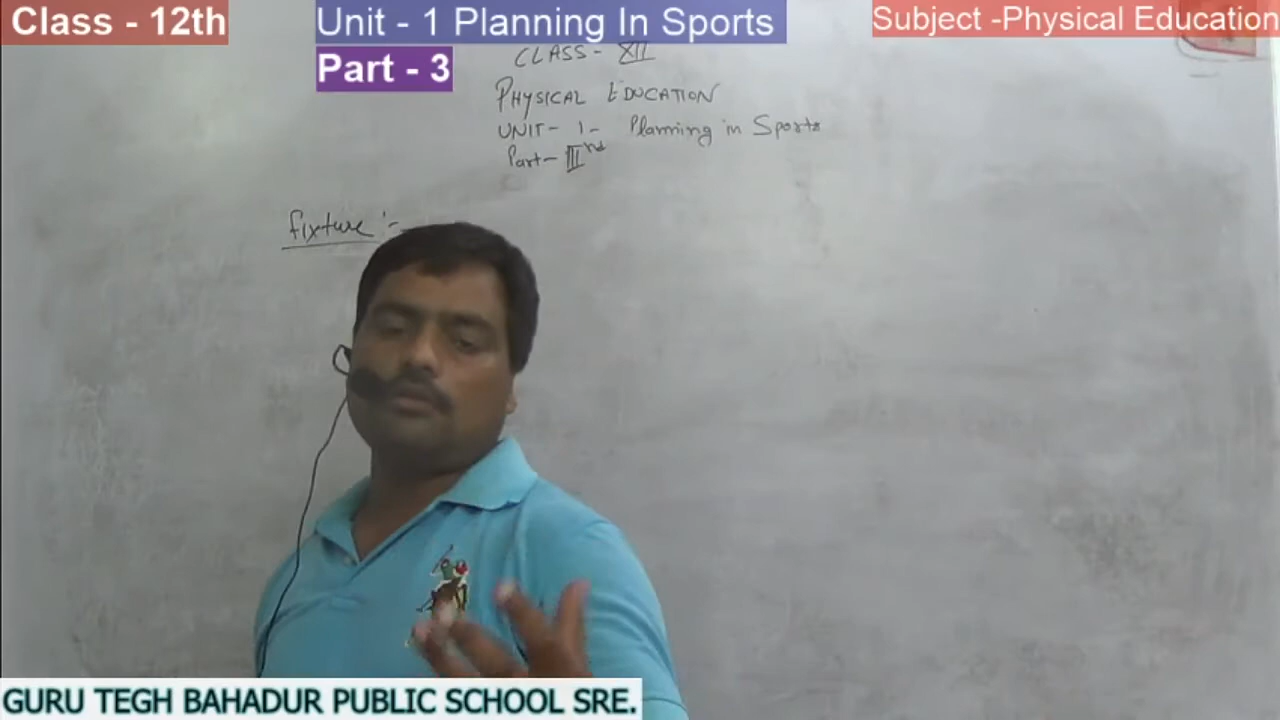 Class - 12th
Unit - 1 Planning In Sports
Subject -Physical Education
Part - 3
CLASS- XII
PHYSICAL EDUCATION
UNIT- 1- Planning in Sports
Part- III rd
fixture :-
GURU TEGH BAHADUR PUBLIC SCHOOL SRE.